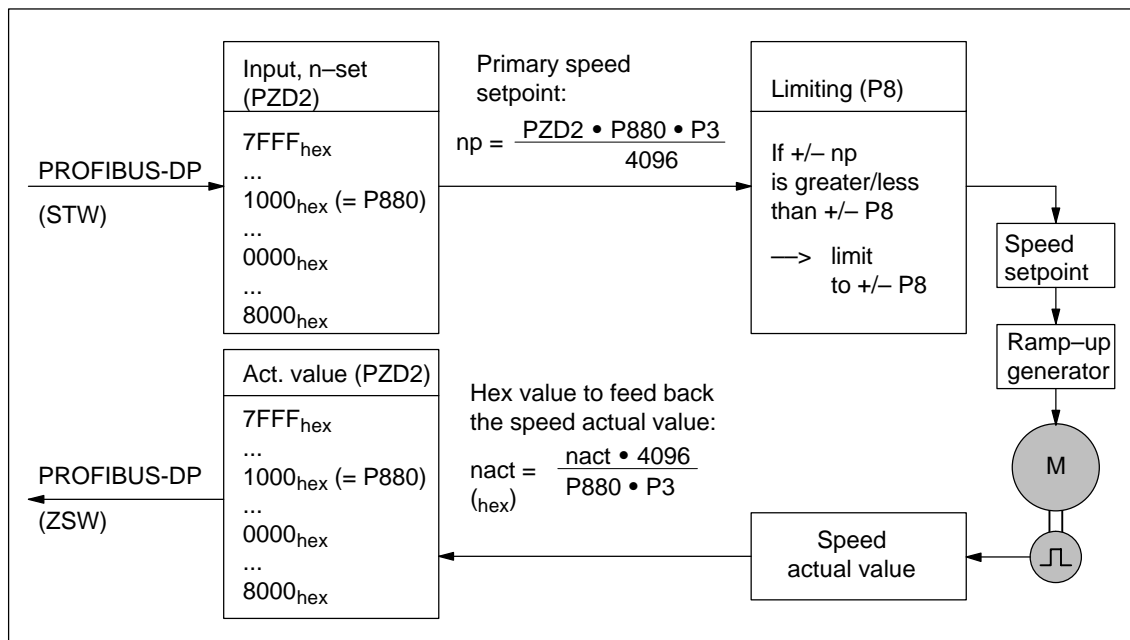 Input, n–set
(PZD2)
7FFFhex
...
1000hex (= P880)
...
0000hex
...
8000hex
PROFIBUS-DP
(STW)
Primary speed
setpoint:
np = PZD2 • P880 • P3
4096
Limiting (P8)
If +/– np
is greater/less
than +/– P8
––> limit
to +/– P8
Speed
setpoint
Ramp–up
generator
M
Speed
actual value
Hex value to feed back
the speed actual value:
nact = nact • 4096
(hex) P880 • P3
Act. value (PZD2)
7FFFhex
...
1000hex (= P880)
...
0000hex
...
8000hex
PROFIBUS-DP
(ZSW)